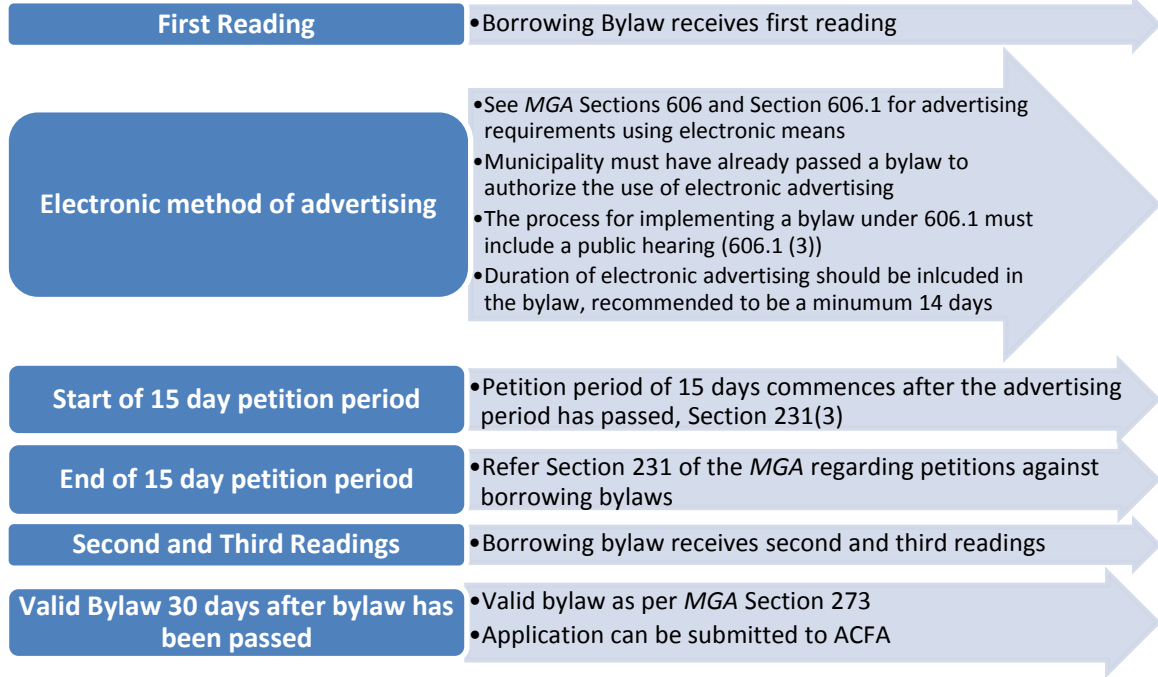 First Reading
•Borrowing Bylaw receives first reading
Electronic method of advertising
•See MGA Sections 606 and Section 606.1 for advertising
requirements using electronic means
•Municipality must have already passed a bylaw to
authorize the use of electronic advertising
•The process for implementing a bylaw under 606.1 must
include a public hearing (606.1 (3))
•Duration of electronic advertising should be inlcuded in
the bylaw, recommended to be a minumum 14 days
Start of 15 day petition period
•Petition period of 15 days commences after the advertising
period has passed, Section 231(3)
End of 15 day petition period
•Refer Section 231 of the MGA regarding petitions against
borrowing bylaws
Second and Third Readings
•Borrowing bylaw receives second and third readings
Valid Bylaw 30 days after bylaw has
been passed
•Valid bylaw as per MGA Section 273
•Application can be submitted to ACFA